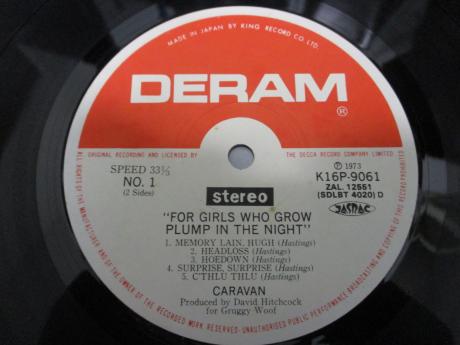 MADE IN JAPAN BY KING RECORD CO. LTD.
DERAM®
ORIGINAL RECORDING AND LICENSED BY THE DECCA RECORD COMPANY LIMITED
SPEED 33⅓
NO. 1
(2 Sides)
stereo
Ⓟ 1973
K16P-9061
ZAL. 12551
(SDLBT 4020) D
JASRAC
"FOR GIRLS WHO GROW
PLUMP IN THE NIGHT"
1. MEMORY LAIN, HUGH (Hastings)
2. HEADLOSS (Hastings)
3. HOEDOWN (Hastings)
4. SURPRISE, SURPRISE (Hastings)
5. C'THLU THLU (Hastings)
CARAVAN
Produced by David Hitchcock
for Gruggy Woof
ALL RIGHTS OF THE MANUFACTURER AND OF THE OWNER OF THE RECORDED WORK RESERVED·UNAUTHORISED PUBLIC PERFORMANCE BROADCASTING AND COPYING OF THIS RECORD PROHIBITED